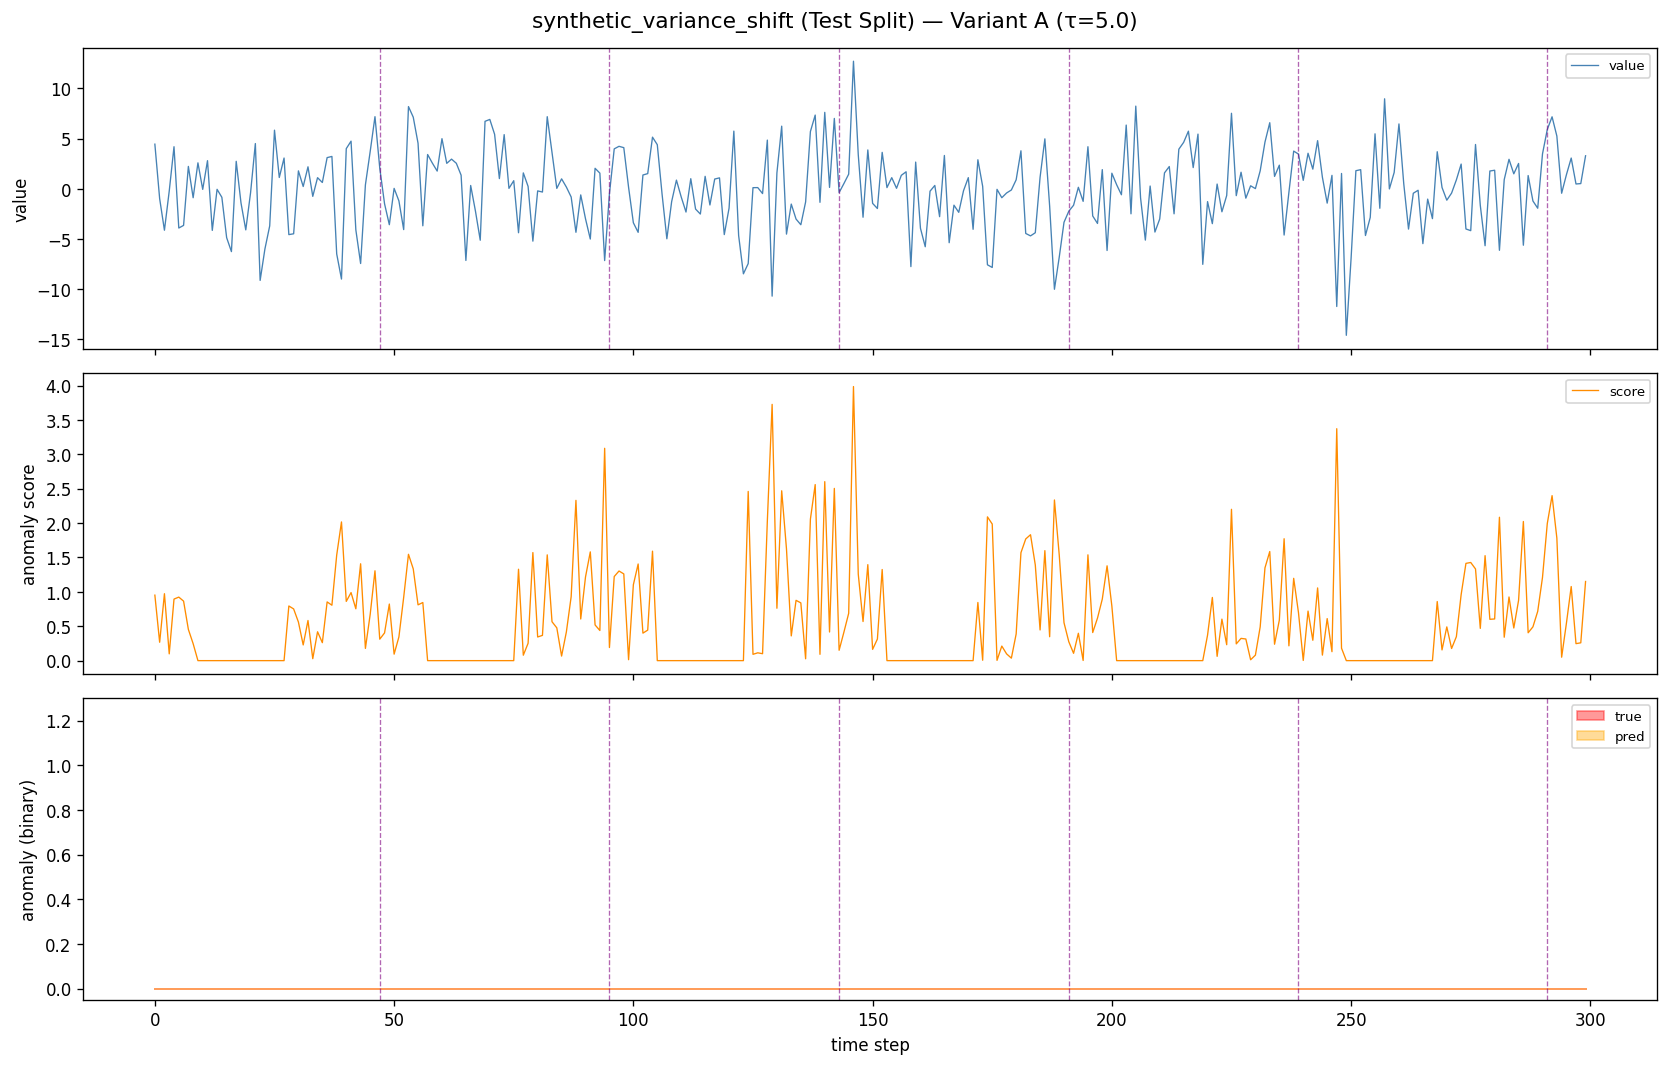 synthetic_variance_shift (Test Split) — Variant A (τ=5.0)
value
10
5
0
−5
−10
−15
value
score
4.0
3.5
3.0
2.5
2.0
1.5
1.0
0.5
0.0
anomaly score
true
pred
1.2
1.0
0.8
0.6
0.4
0.2
0.0
anomaly (binary)
0 50 100 150 200 250 300
time step